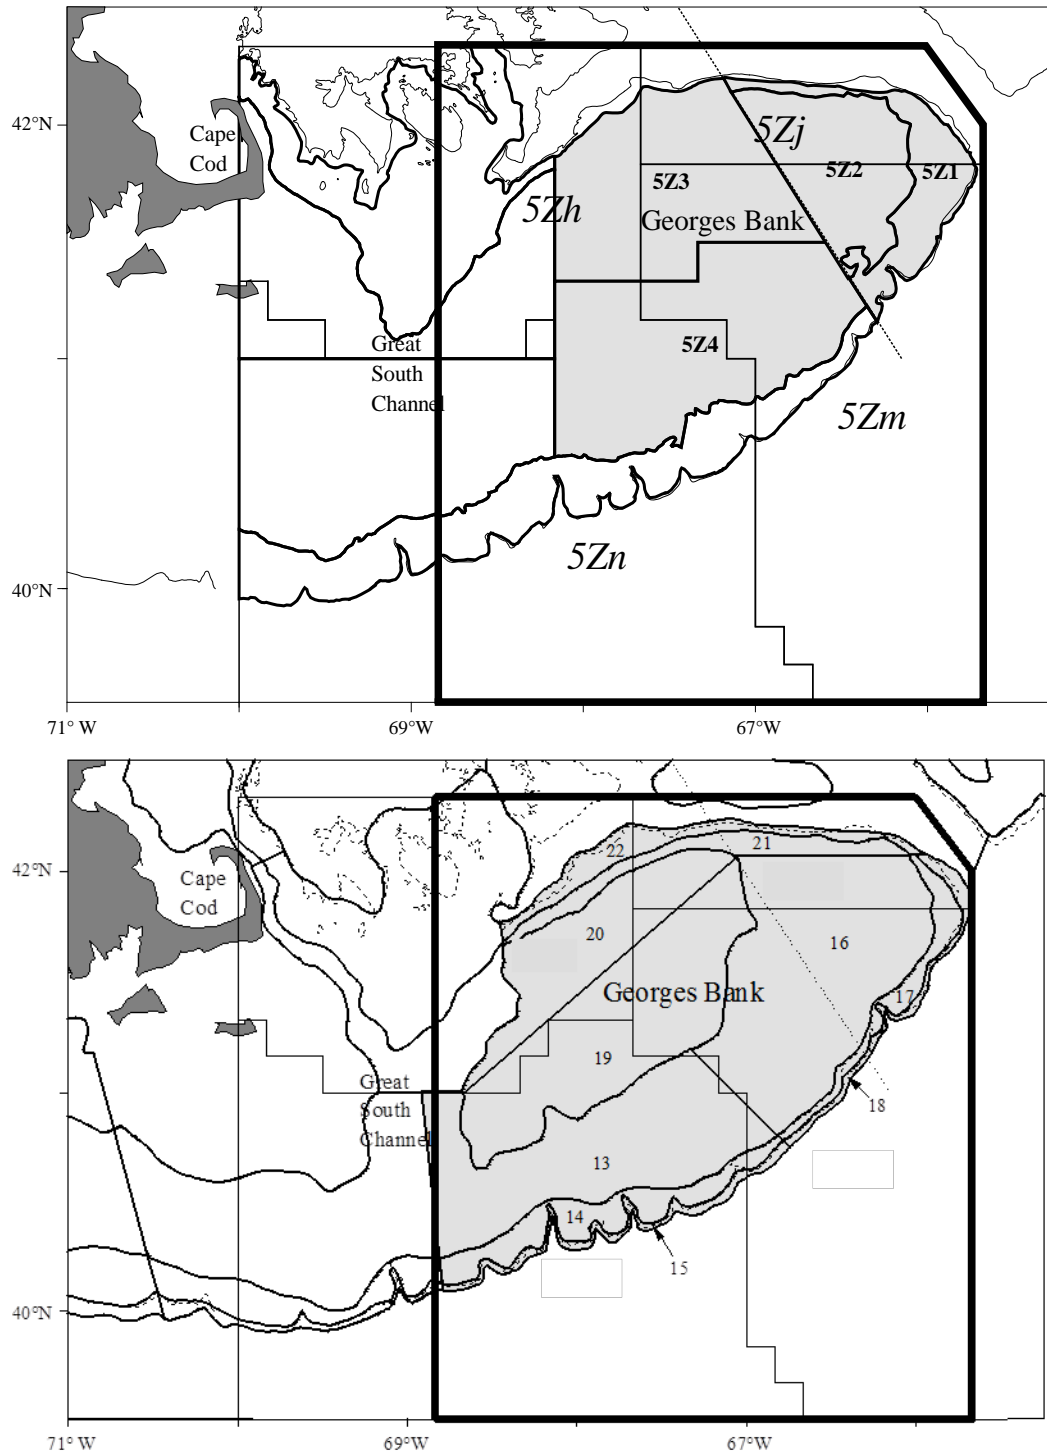 42°N
Cape
Cod
5Zj
5Z3
5Z2
5Z1
5Zh
Georges Bank
Great
South
Channel
5Z4
5Zm
5Zn
40°N
71° W
69°W
67°W
42°N
Cape
Cod
22
21
20
16
Georges Bank
17
19
Great
South
Channel
18
13
14
15
40°N
71° W
69°W
67°W